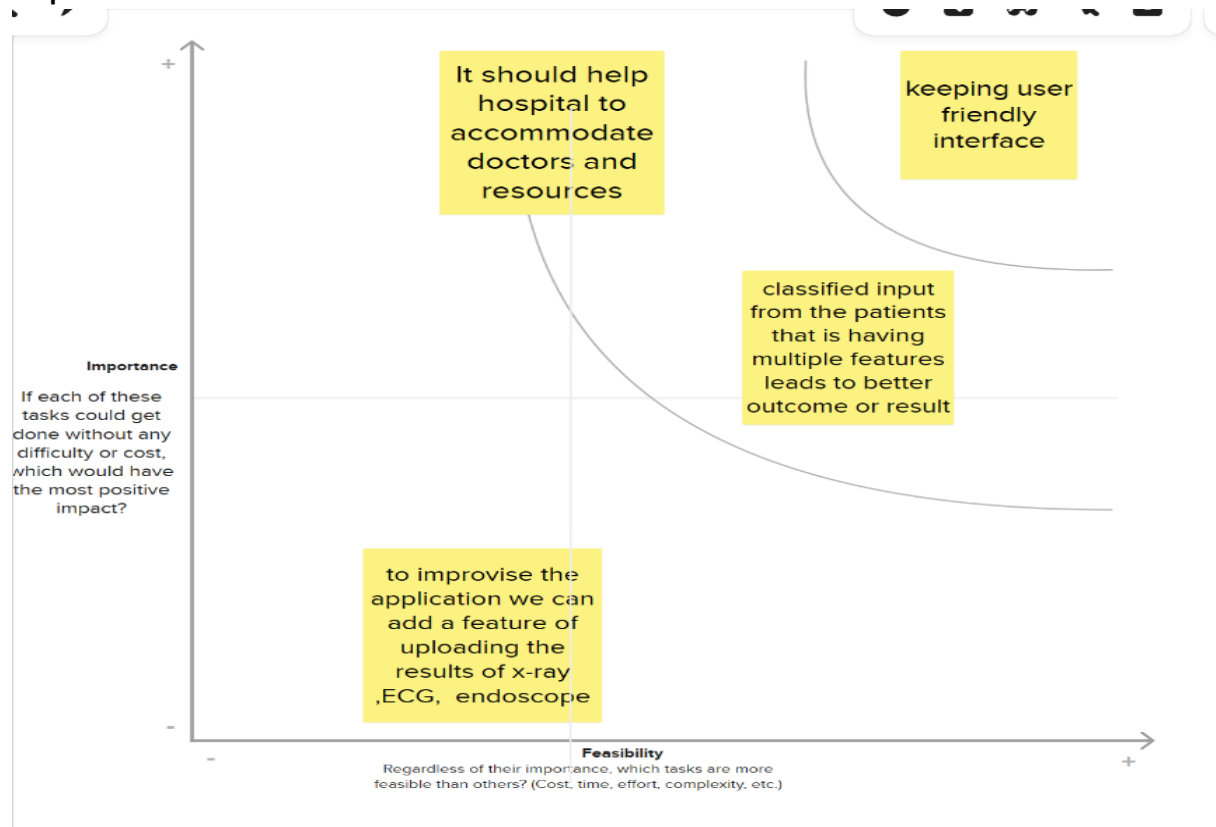 +
It should help
hospital to
accommodate
doctors and
resources
keeping user
friendly
interface
classified input
from the patients
that is having
multiple features
leads to better
outcome or result
Importance
If each of these
tasks could get
done without any
difficulty or cost,
which would have
the most positive
impact?
to improvise the
application we can
add a feature of
uploading the
results of x-ray
,ECG, endoscope
-
-
Feasibility
+
Regardless of their importance, which tasks are more
feasible than others? (Cost, time, effort, complexity, etc.)